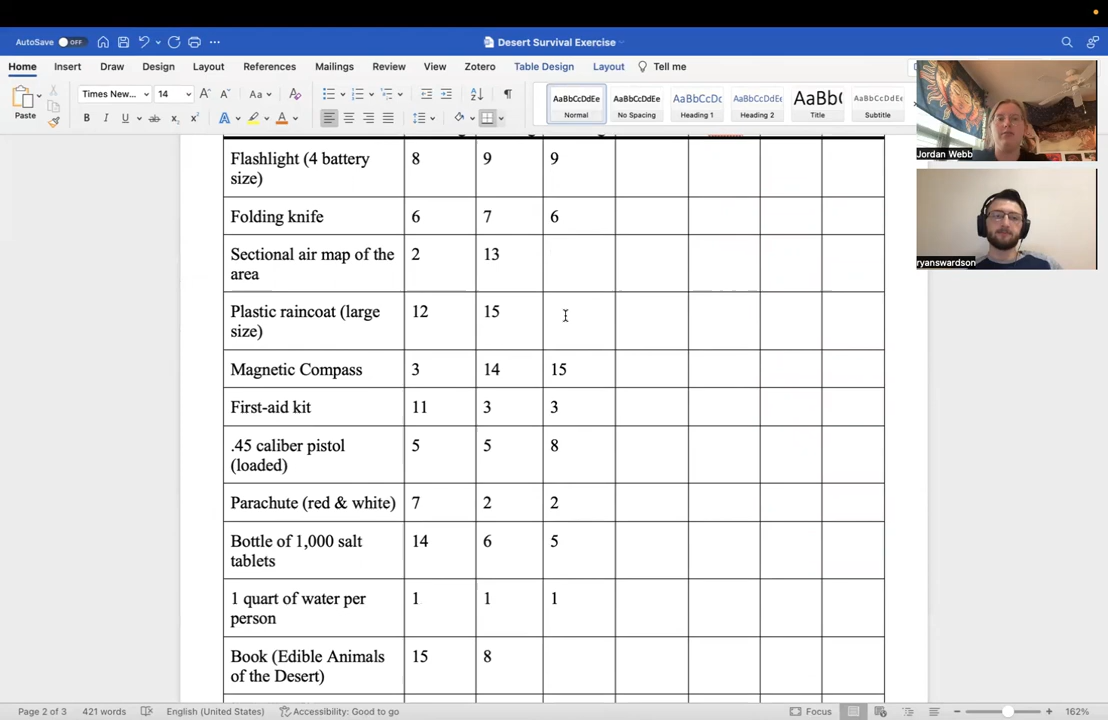 AutoSave OFF
Desert Survival Exercise
Home Insert Draw Design Layout References Mailings Review View Zotero Table Design Layout Tell me
Paste
Times New... 14
Aa
B I U ab x x A A
AaBbCcDdEe AaBbCcDdEe AaBbCcDc AaBbCcDdEe AaBb( AaBbCcDdEe
Normal No Spacing Heading 1 Heading 2 Title Subtitle
Jordan Webb
ryanswardson
Flashlight (4 battery 8 9 9
size)
Folding knife 6 7 6
Sectional air map of the 2 13
area
Plastic raincoat (large 12 15
size)
Magnetic Compass 3 14 15
First-aid kit 11 3 3
.45 caliber pistol 5 5 8
(loaded)
Parachute (red & white) 7 2 2
Bottle of 1,000 salt 14 6 5
tablets
1 quart of water per 1 1 1
person
Book (Edible Animals 15 8
of the Desert)
Page 2 of 3 421 words English (United States) Accessibility: Good to go Focus 162%